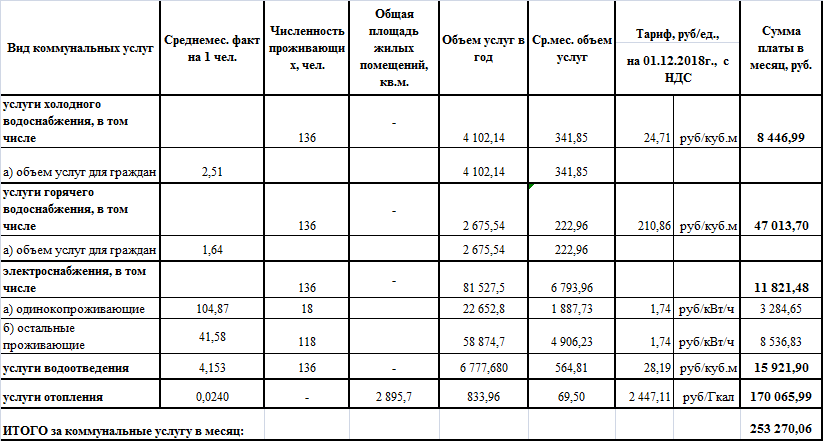 Вид коммунальных услуг	Среднемес. факт на 1 чел.	Численность проживающи х, чел.	Общая площадь жилых помещений, кв.м.	Объем услуг в год	Ср.мес. объем услуг	Тариф, руб/ед., на 01.12.2018г., с НДС	Сумма платы в месяц, руб.
услуги холодного водоснабжения, в том числе	136	-	4 102,14	341,85	24,71	руб/куб.м	8 446,99
а) объем услуг для граждан	2,51	4 102,14	341,85
услуги горячего водоснабжения, в том числе	136	-	2 675,54	222,96	210,86	руб/куб.м	47 013,70
а) объем услуг для граждан	1,64	2 675,54	222,96
электроснабжения, в том числе	136	-	81 527,5	6 793,96	11 821,48
а) одинокопроживающие	104,87	18	22 652,8	1 887,73	1,74	руб/кВт/ч	3 284,65
б) остальные проживающие	41,58	118	58 874,7	4 906,23	1,74	руб/кВт/ч	8 536,83
услуги водоотведения	4,153	136	-	6 777,680	564,81	28,19	руб/куб.м	15 921,90
услуги отопления	0,0240	-	2 895,7	833,96	69,50	2 447,11	руб/Гкал	170 065,99
ИТОГО за коммунальные услугу в месяц:	253 270,06